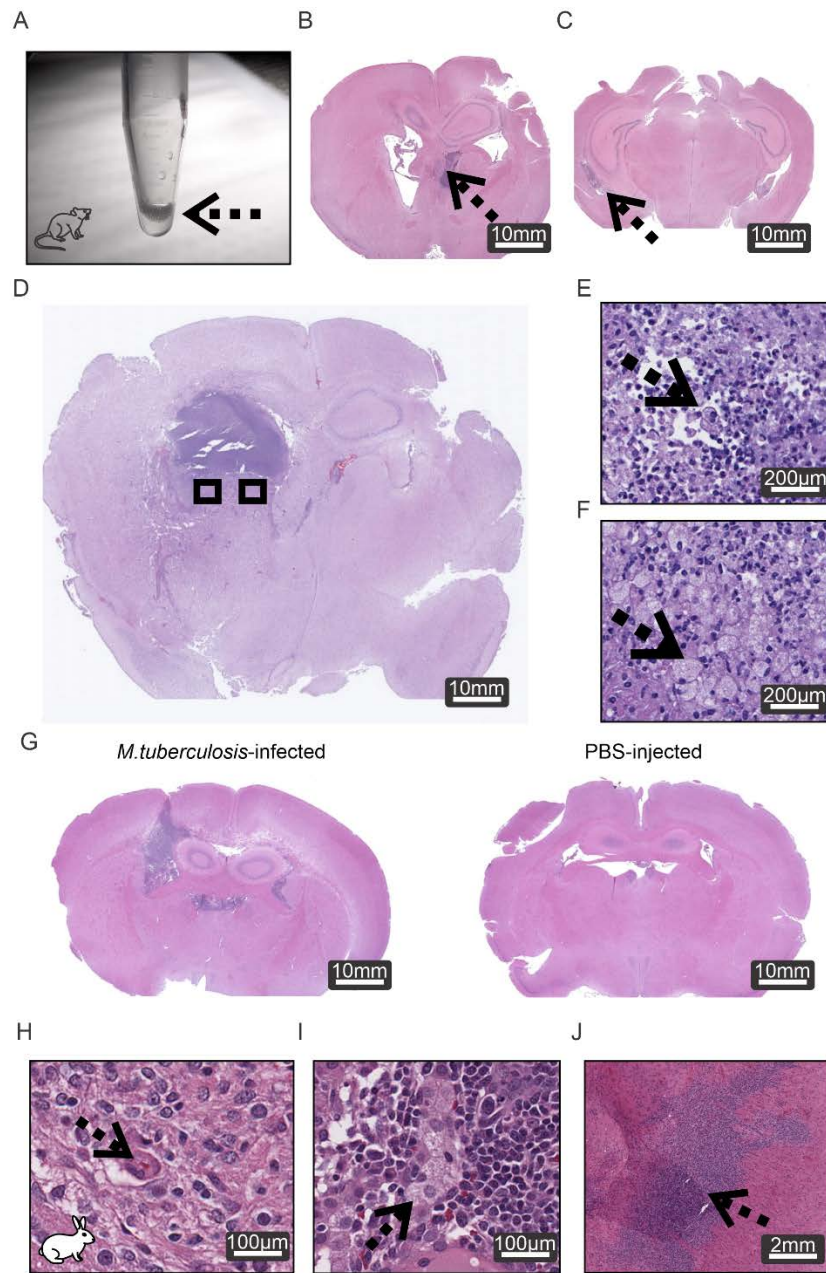 A
B
C
10mm
10mm
D
10mm
E
200µm
F
200µm
G
M.tuberculosis-infected
PBS-injected
10mm
10mm
H
I
J
100µm
100µm
2mm